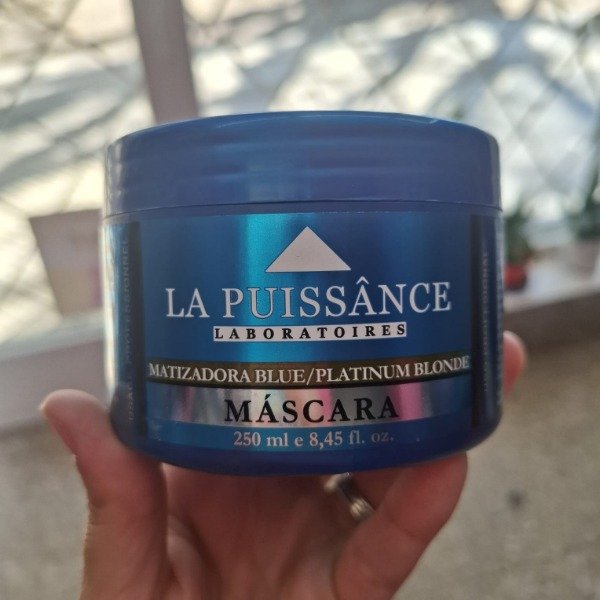 LA PUISSÂNCE
LABORATOIRES
MATIZADORA BLUE/PLATINUM BLONDE
MÁSCARA
250 ml e 8,45 fl. oz.